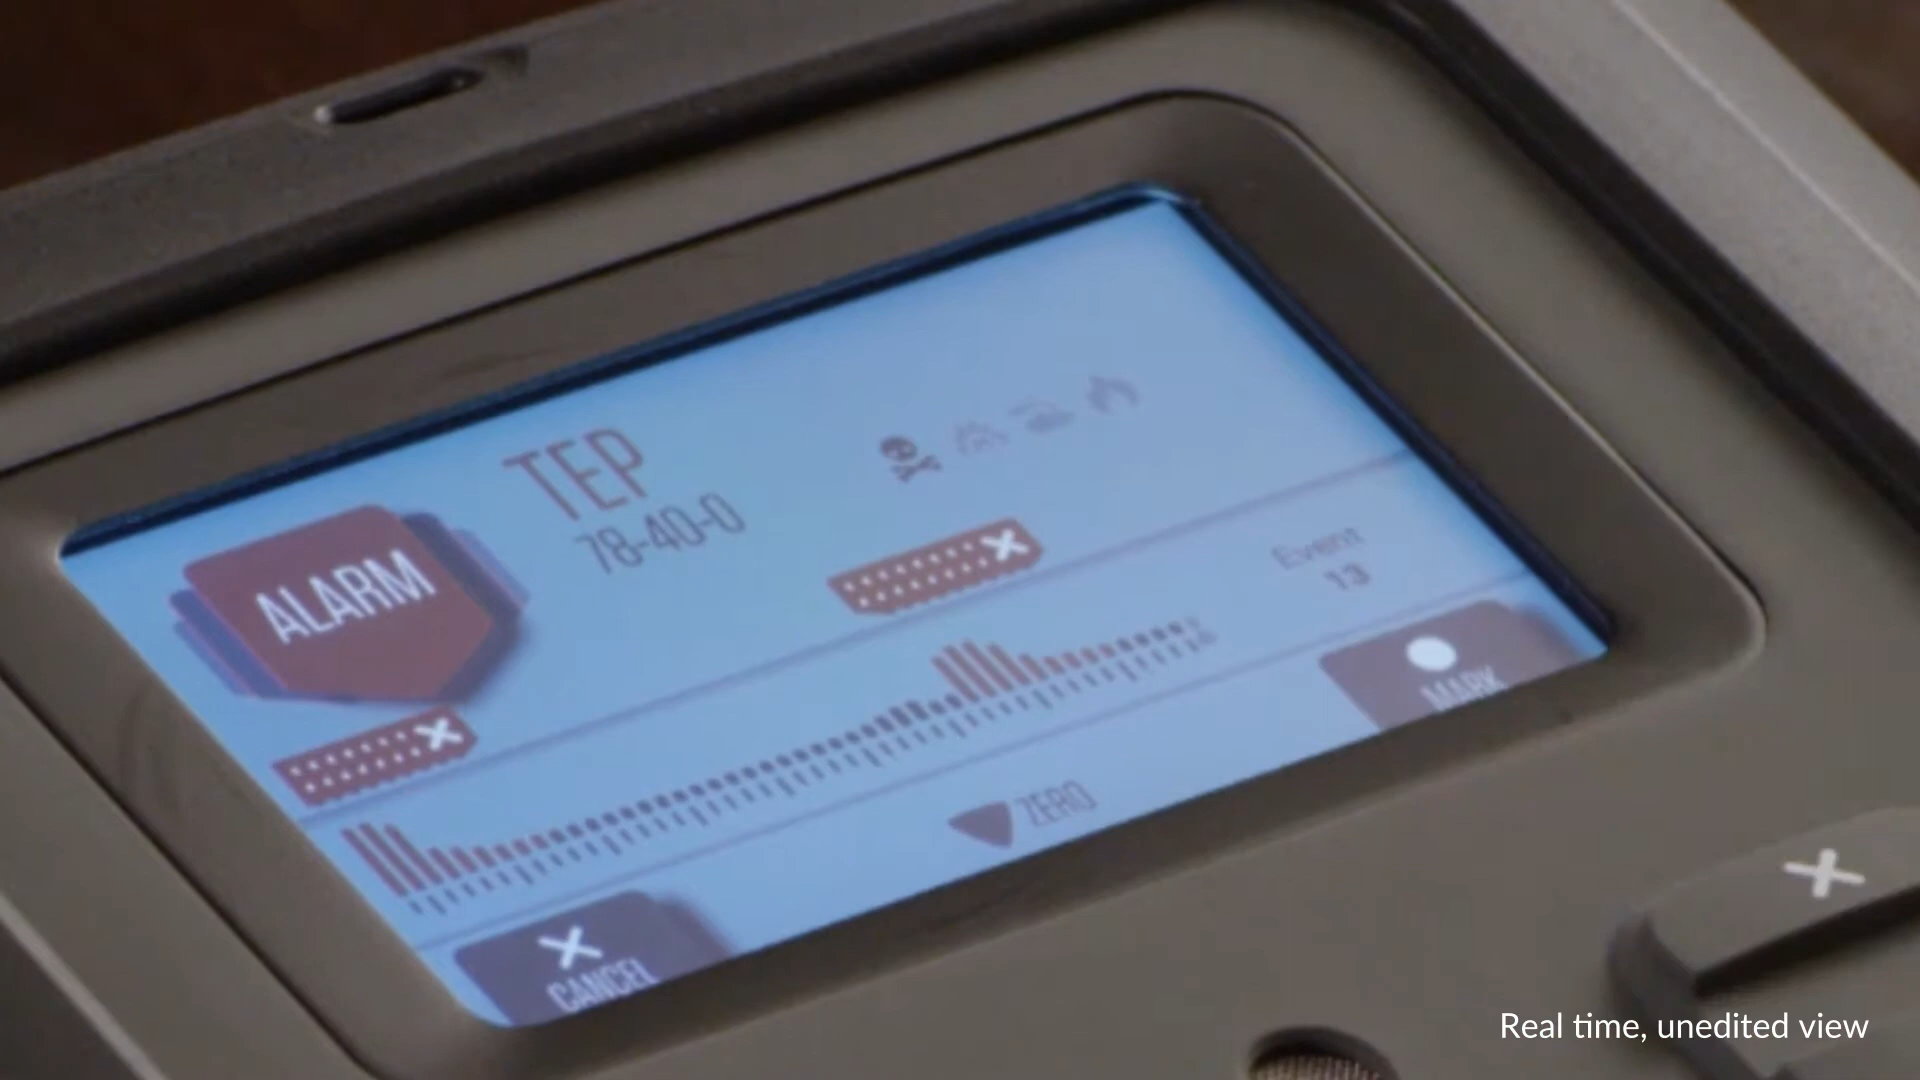 TEP
78-40-0
ALARM
Event
13
MARK
ZERO
CANCEL
Real time, unedited view